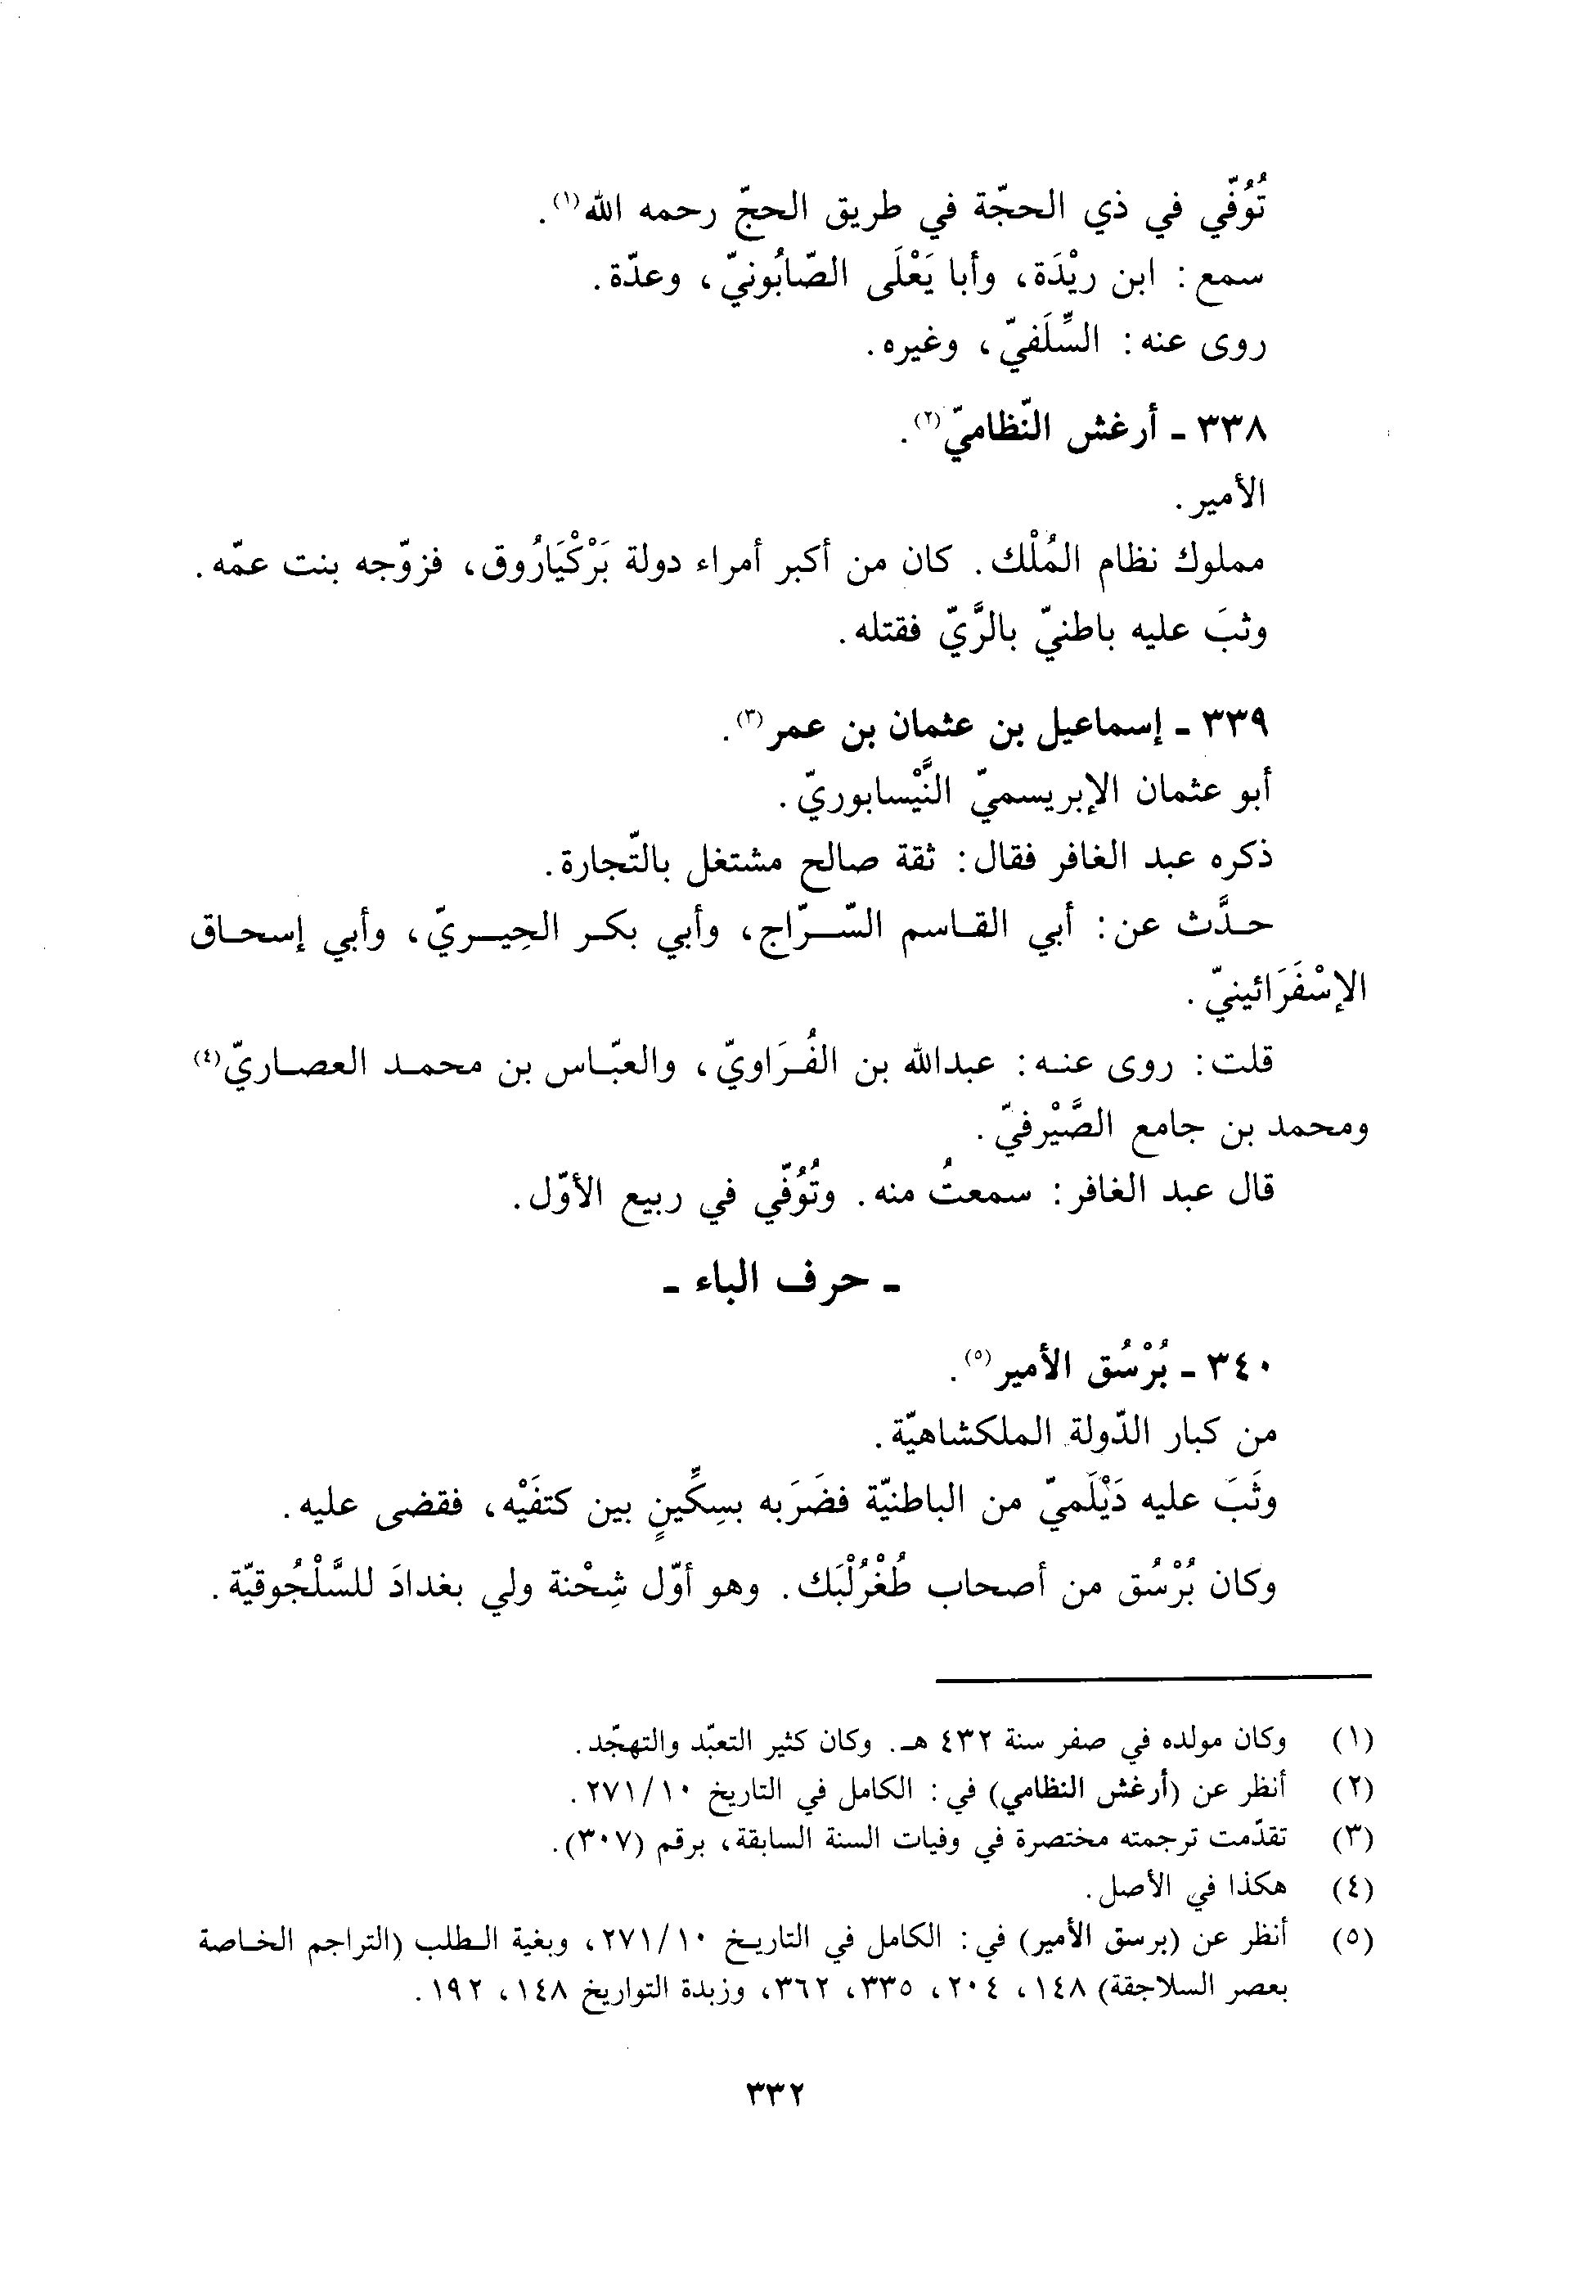 تُوُفّي في ذي الحجّة في طريق الحجّ رحمه الله(١).
سمع: ابن ريْدَة، وأبا يَعْلَى الصّابُونيّ، وعدّة.
روى عنه: السِّلَفيّ، وغيره.
٣٣٨ ـ أرغش النّظاميّ(٢).
الأمير.
مملوك نظام المُلْك. كان من أكبر أمراء دولة بَرْكْيَارُوق، فزوّجه بنت عمّه.
وثبَ عليه باطنيّ بالرَّيّ فقتله.
٣٣٩ ـ إسماعيل بن عثمان بن عمر(٣).
أبو عثمان الإبريسميّ النَّيْسابوريّ.
ذكره عبد الغافر فقال: ثقة صالح مشتغل بالتّجارة.
حدَّث عن: أبي القاسم السّرّاج، وأبي بكر الحِيريّ، وأبي إسحاق
الإسْفَرَائينيّ.
قلت: روى عنه: عبدالله بن الفُرَاويّ، والعبّاس بن محمد العصاريّ(٤)
ومحمد بن جامع الصَّيْرفيّ.
قال عبد الغافر: سمعتُ منه. وتُوُفّي في ربيع الأوّل.
ـ حرف الباء ـ
٣٤٠ ـ بُرْسُق الأمير(٥).
من كبار الدّولة الملكشاهيّة.
وثَبَ عليه دَيْلَميّ من الباطنيّة فضَرَبه بسِكِّينٍ بين كتفَيْه، فقضى عليه.
وكان بُرْسُق من أصحاب طُغْرُلْبَك. وهو أوّل شِحْنة ولي بغدادَ للسَّلْجُوقيّة.
(١) وكان مولده في صفر سنة ٤٣٢ هـ. وكان كثير التعبّد والتهجّد.
(٢) أنظر عن (أرغش النظامي) في: الكامل في التاريخ ١٠/٢٧١.
(٣) تقدّمت ترجمته مختصرة في وفيات السنة السابقة، برقم (٣٠٧).
(٤) هكذا في الأصل.
(٥) أنظر عن (برسق الأمير) في: الكامل في التاريخ ١٠/٢٧١، وبغية الطلب (التراجم الخاصة
بعصر السلاجقة) ١٤٨، ٢٠٤، ٣٣٥، ٣٦٢، وزبدة التواريخ ١٤٨، ١٩٢.
٣٣٢